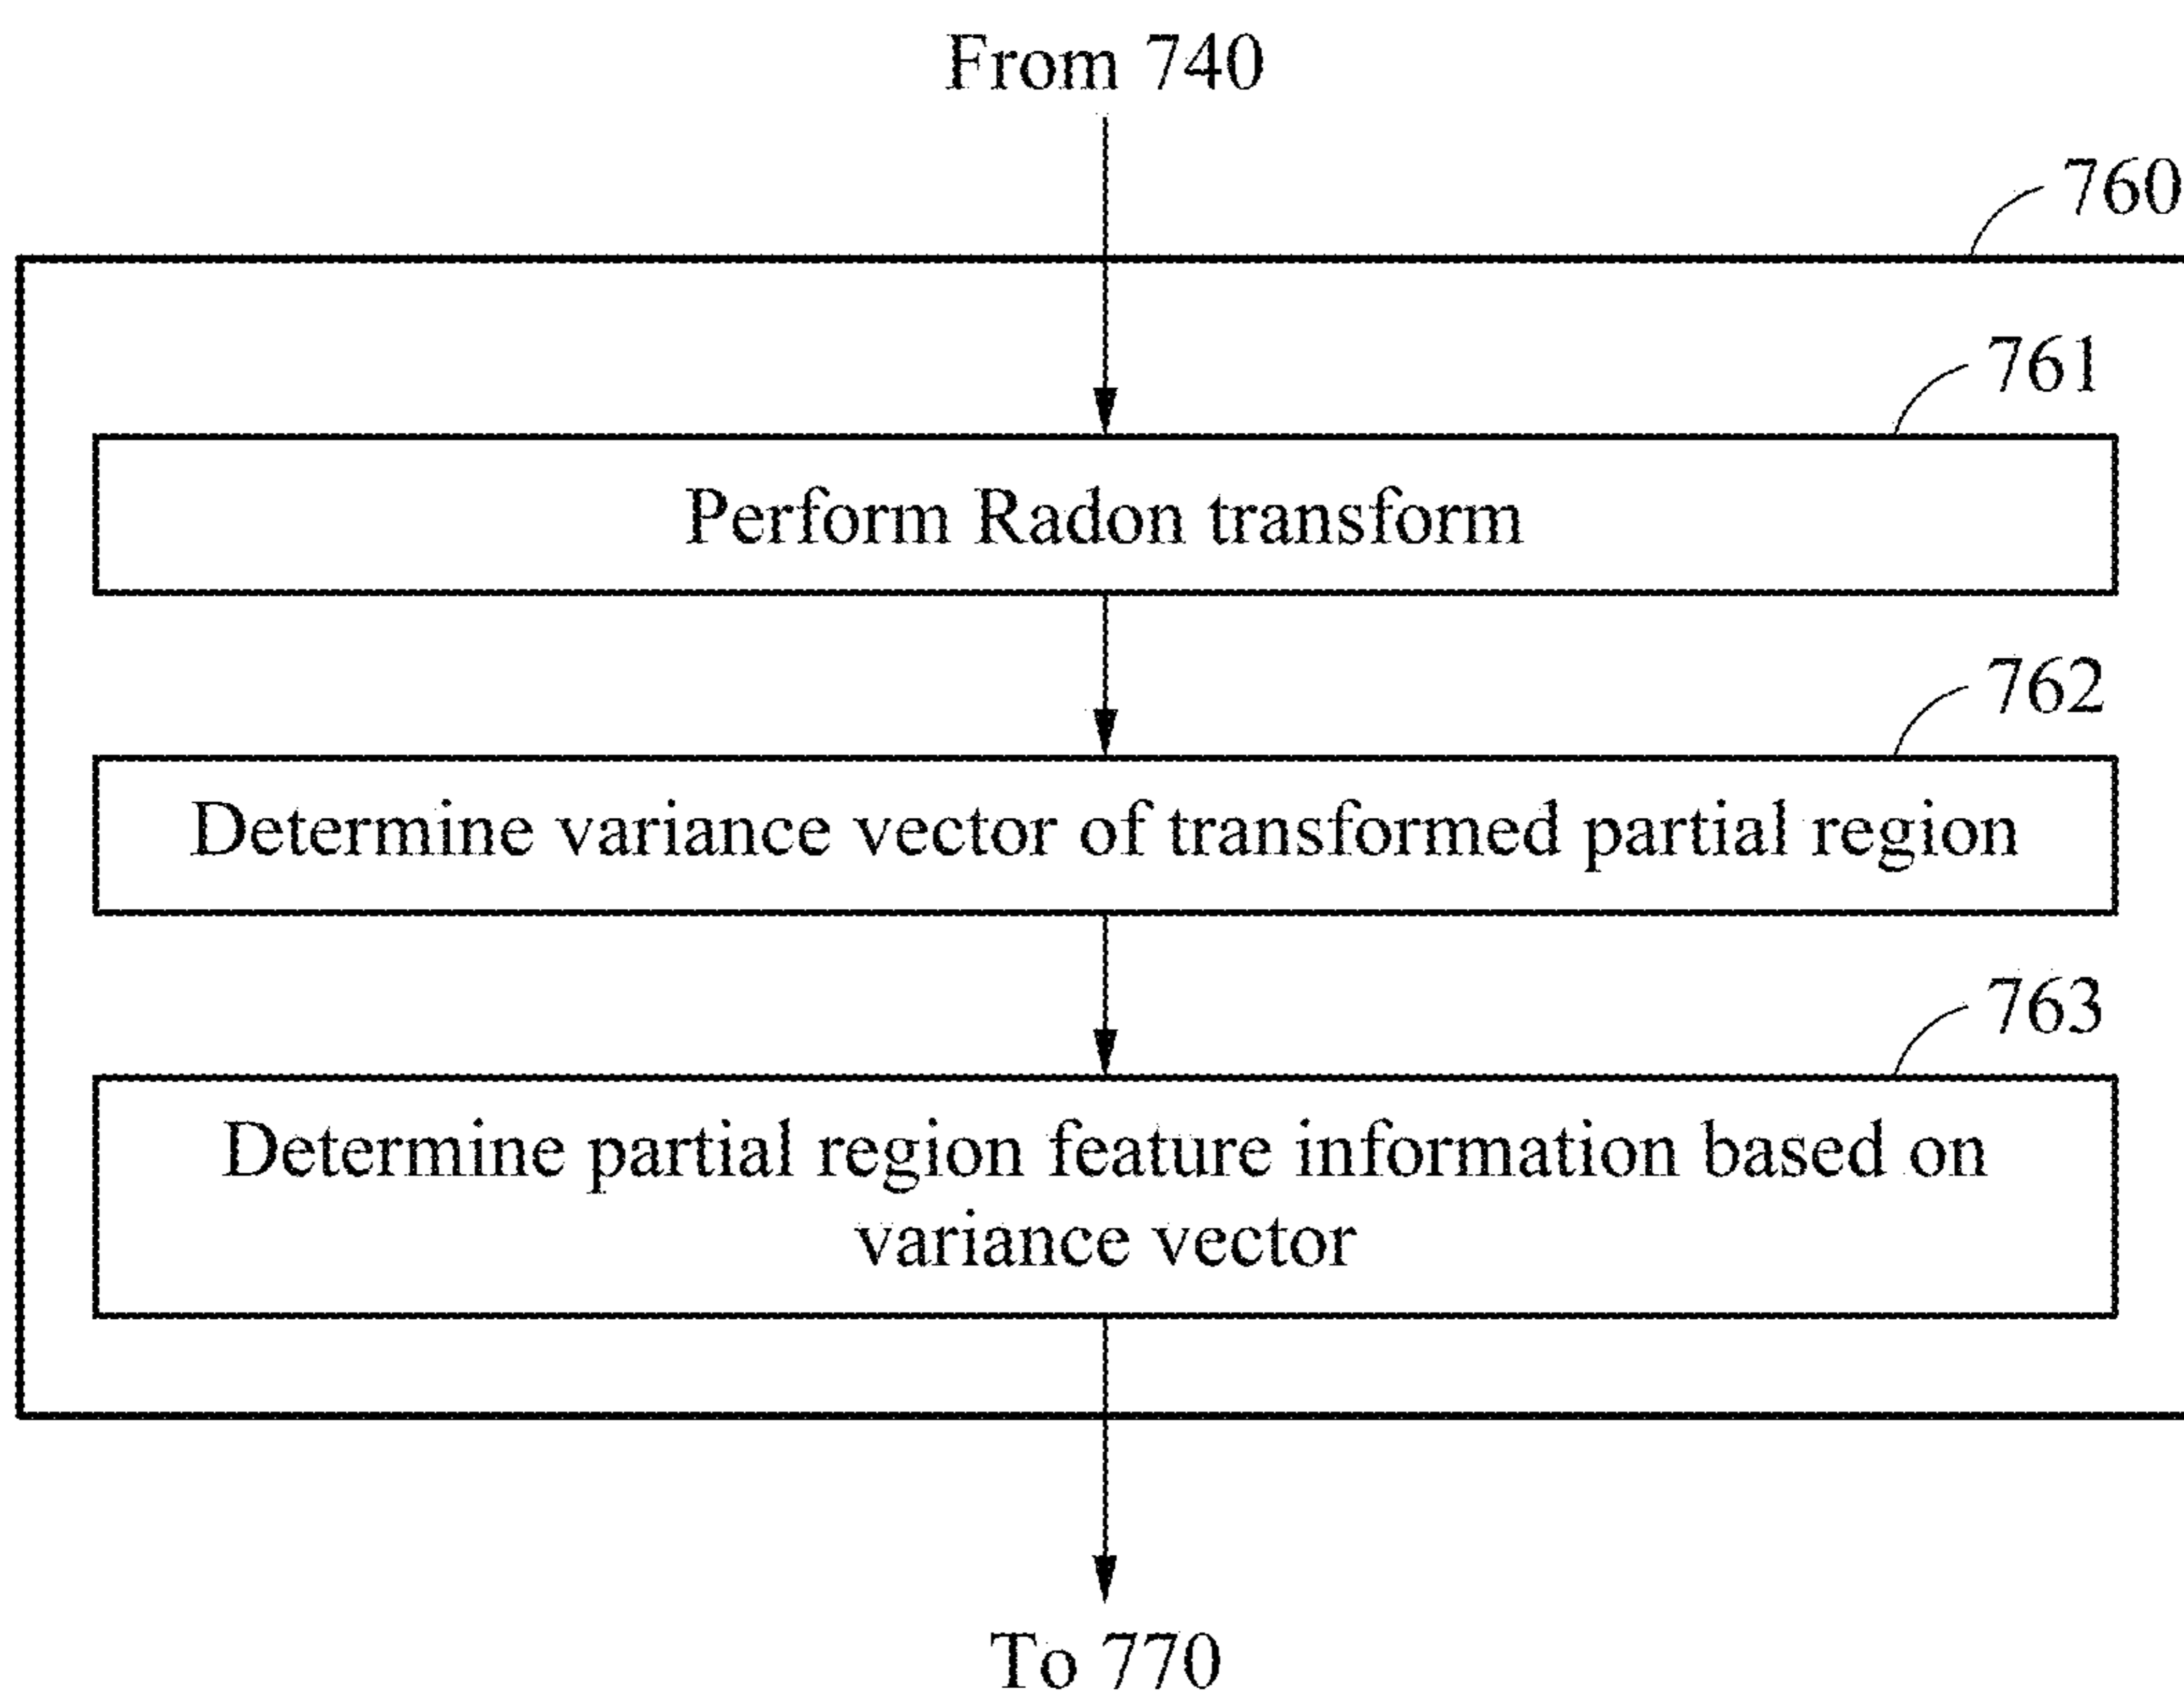 From 740
760
761
Perform Radon transform
762
Determine variance vector of transformed partial region
763
Determine partial region feature information based on
variance vector
To 770